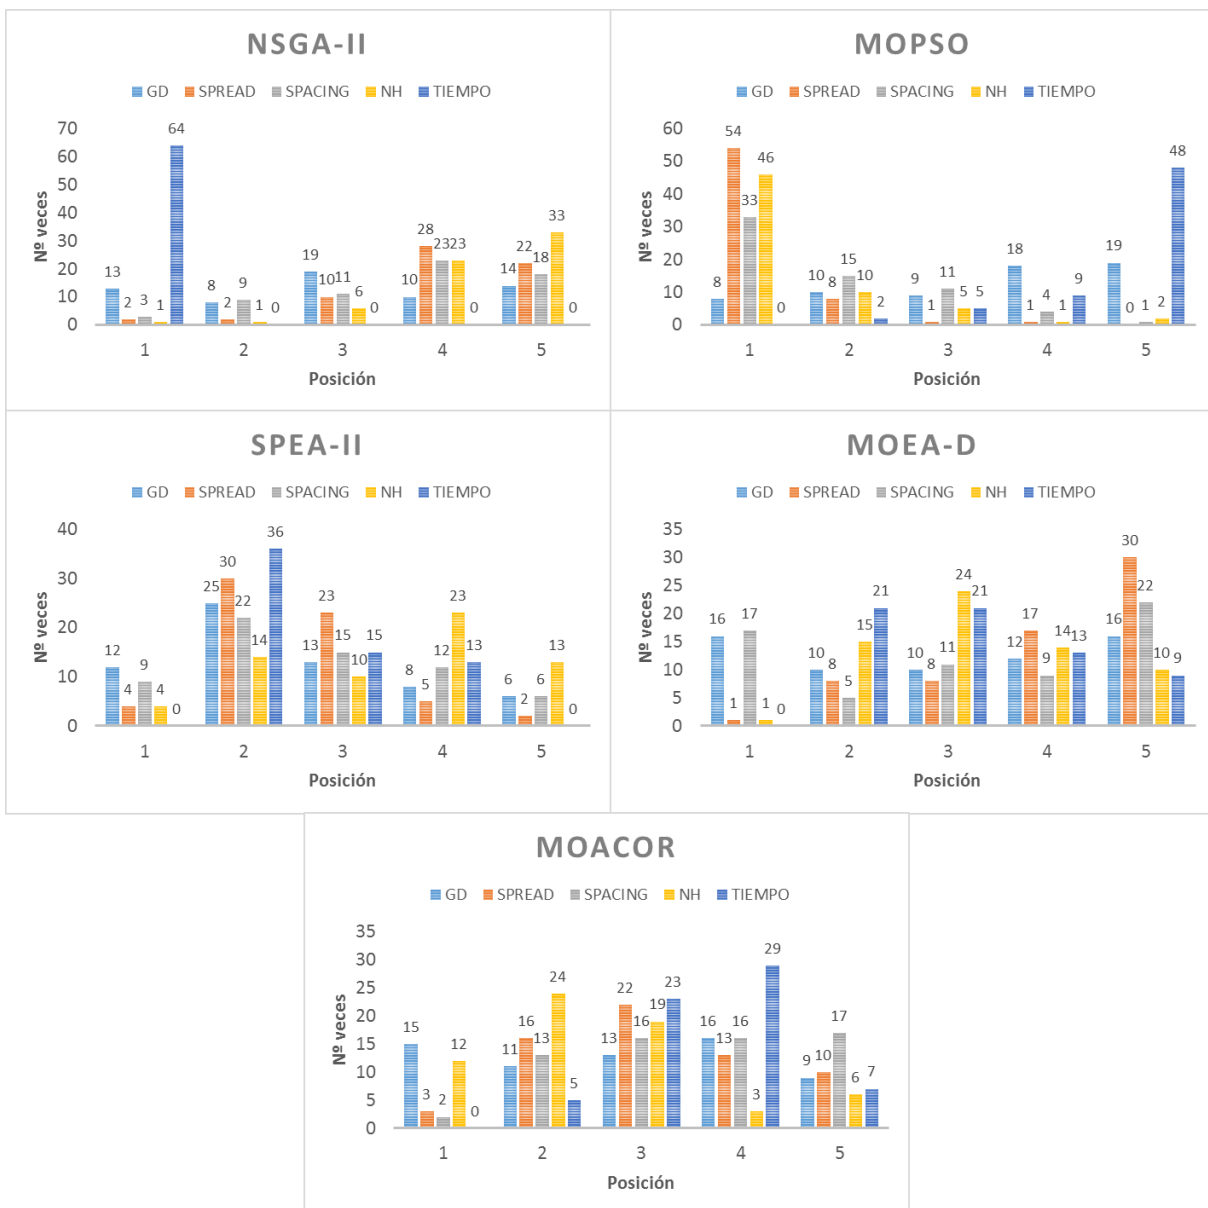 NSGA-II
GD SPREAD SPACING NH TIEMPO
Nº veces
70
60
50
40
30
20
10
0
13 2 3 1 64
8 2 9 1 0
19 10 11 6 0
10 28 23 23 0
14 22 18 33 0
1 2 3 4 5
Posición
MOPSO
GD SPREAD SPACING NH TIEMPO
Nº veces
60
50
40
30
20
10
0
8 54 33 46 0
10 8 15 10 2
9 1 11 5 5
18 1 4 1 9
19 0 1 2 48
1 2 3 4 5
Posición
SPEA-II
GD SPREAD SPACING NH TIEMPO
Nº veces
40
30
20
10
0
12 4 9 4 0
25 30 22 14 36
13 23 15 10 15
8 5 12 23 13
6 2 6 13 0
1 2 3 4 5
Posición
MOEA-D
GD SPREAD SPACING NH TIEMPO
Nº veces
35
30
25
20
15
10
5
0
16 1 17 1 0
10 8 5 15 21
10 8 11 24 21
12 17 9 14 13
16 30 22 10 9
1 2 3 4 5
Posición
MOACOR
GD SPREAD SPACING NH TIEMPO
Nº veces
35
30
25
20
15
10
5
0
15 3 2 12 0
11 16 13 24 5
13 22 16 19 23
16 13 16 3 29
9 10 17 6 7
1 2 3 4 5
Posición